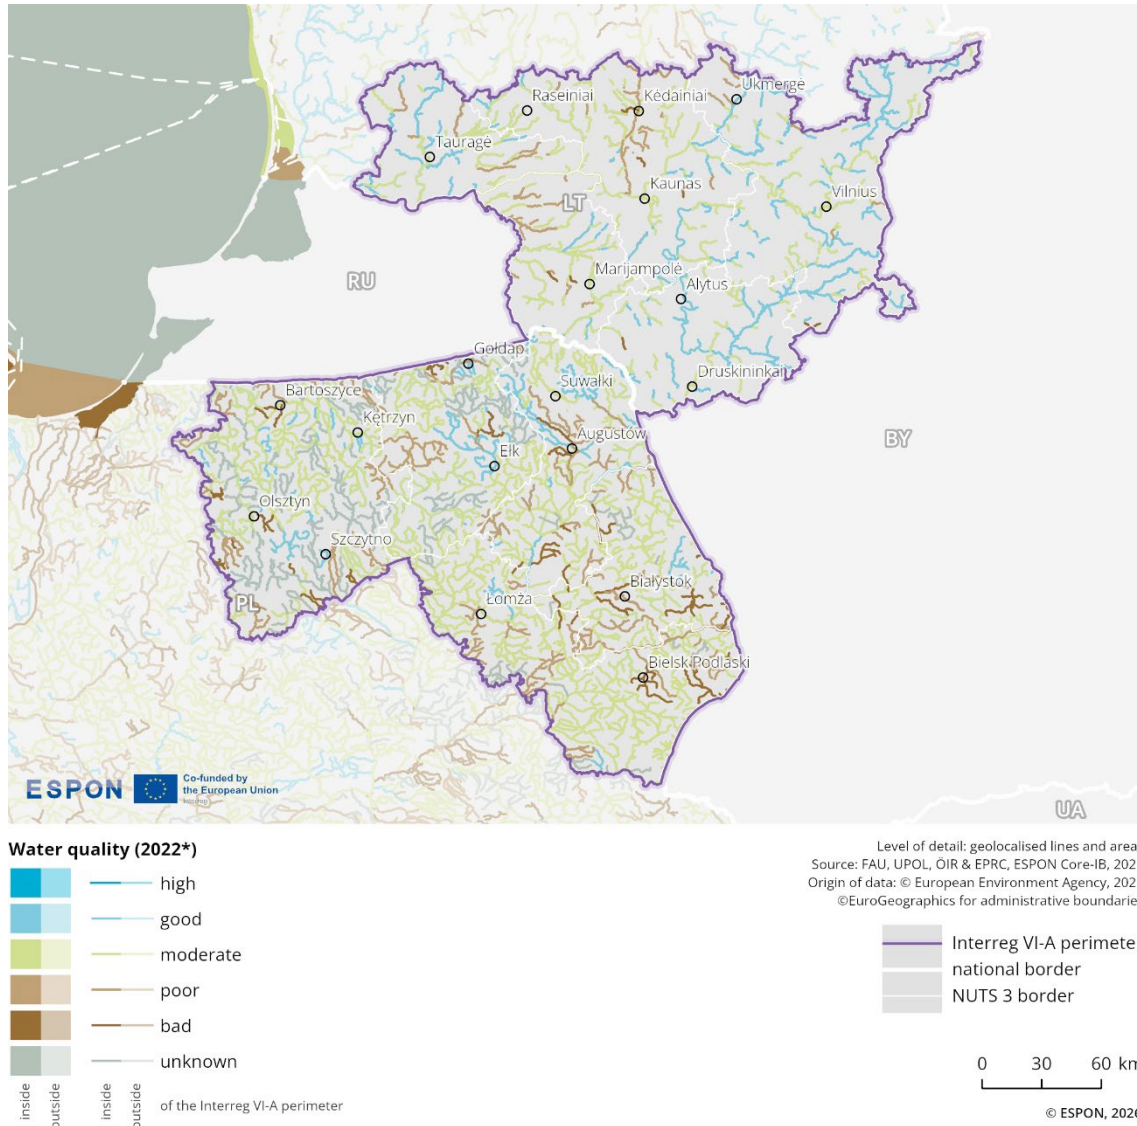 Ukmergė
Raseiniai
Kėdainiai
Tauragė
Kaunas
Vilnius
LT
RU
Marijampolė
Alytus
Gołdap
Suwałki
Druskininkai
Bartoszyce
Kętrzyn
Augustów
BY
Ełk
Olsztyn
Szczytno
Białystok
PL
Łomża
Bielsk Podlaski
ESPON
Co-funded by
the European Union
Interreg
UA
Water quality (2022*)
high
good
moderate
poor
bad
unknown
inside
outside
inside
outside
of the Interreg VI-A perimeter
Level of detail: geolocalised lines and area
Source: FAU, UPOL, ÖIR & EPRC, ESPON Core-IB, 202
Origin of data: © European Environment Agency, 202
©EuroGeographics for administrative boundarie
Interreg VI-A perimete
national border
NUTS 3 border
0 30 60 km
© ESPON, 2026